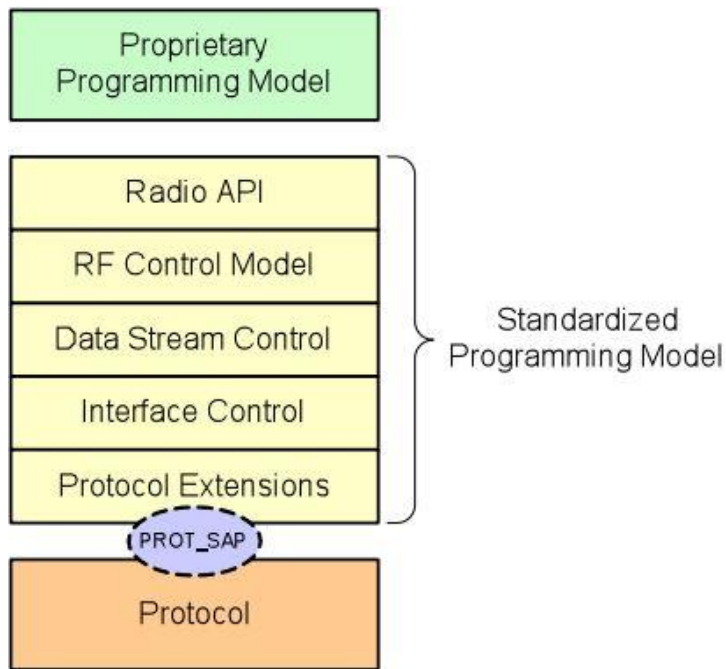 Proprietary
Programming Model
Radio API
RF Control Model
Data Stream Control
Standardized
Programming Model
Interface Control
Protocol Extensions
PROT_SAP
Protocol